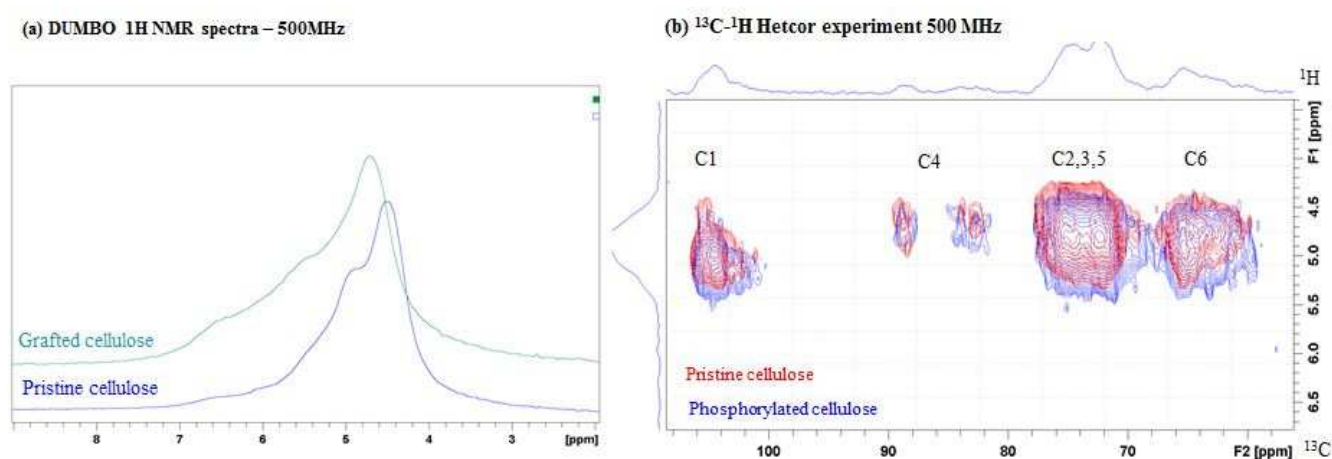 (a) DUMBO 1H NMR spectra – 500MHz
Grafted cellulose
Pristine cellulose
8 7 6 5 4 3 [ppm]
(b) ¹³C-¹H Hetcor experiment 500 MHz
¹H
C1 C4 C2,3,5 C6
F1 [ppm]
4.5
5.0
5.5
6.0
6.5
Pristine cellulose
Phosphorylated cellulose
100 90 80 70 F2 [ppm] ¹³C